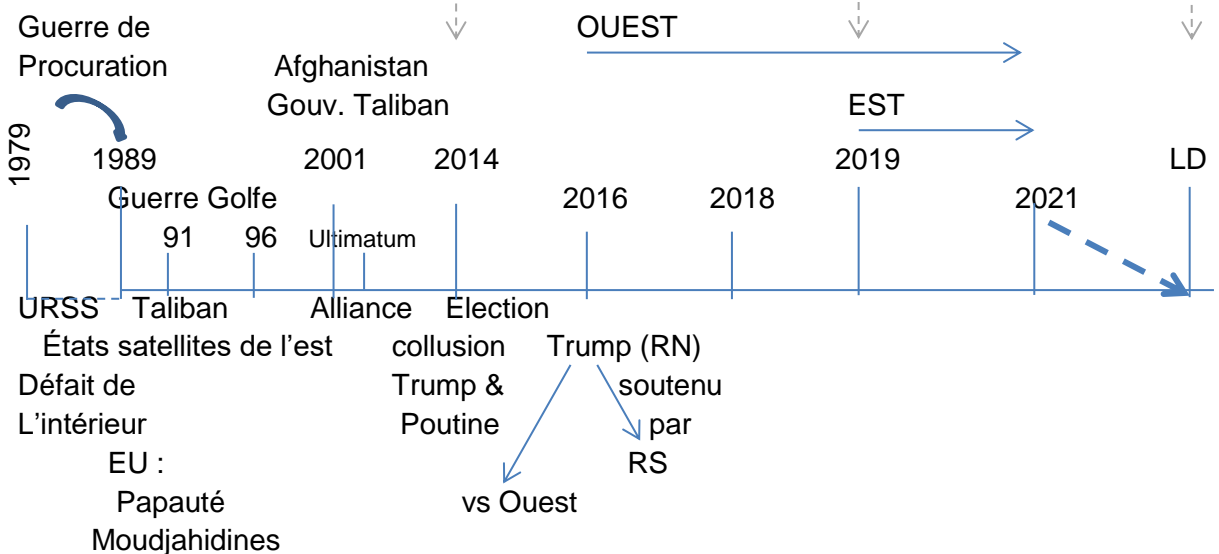 Guerre de
Procuration
OUEST
Afghanistan
Gouv. Taliban
EST
1979
1989
2001
2014
2019
LD
Guerre Golfe
2016
2018
2021
91
96
Ultimatum
URSS
Taliban
Alliance
Election
États satellites de l’est
collusion
Trump (RN)
Défait de
Trump &
soutenu
L’intérieur
Poutine
par
EU :
RS
Papauté
vs Ouest
Moudjahidines